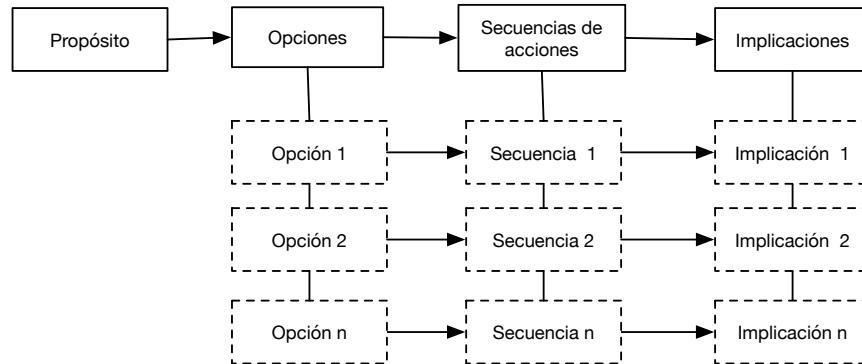 Propósito
Opciones
Secuencias de
acciones
Implicaciones
Opción 1
Secuencia 1
Implicación 1
Opción 2
Secuencia 2
Implicación 2
Opción n
Secuencia n
Implicación n